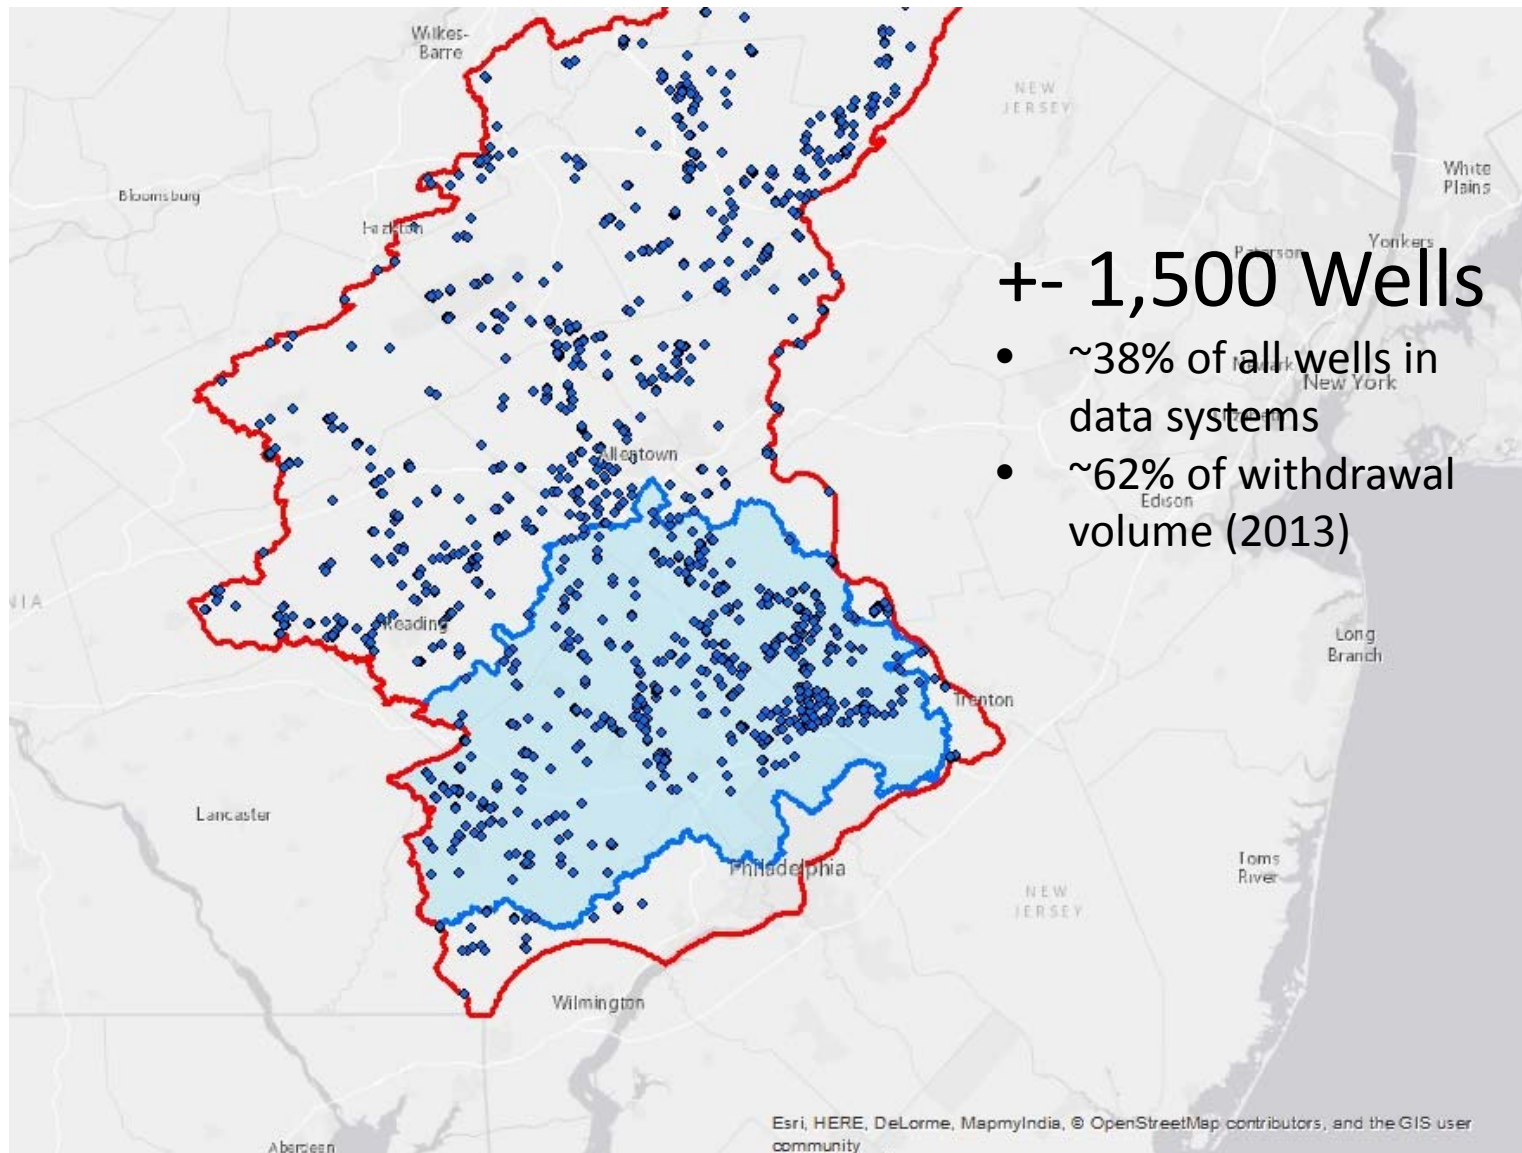 Wilkes-
Barre
NEW
JERSEY
White
Plains
Bloomsburg
Hazleton
Paterson
Yonkers
+- 1,500 Wells
• ~38% of all wells in
Newark
New York
data systems
Allentown
• ~62% of withdrawal
Edison
volume (2013)
NIA
Reading
Long
Branch
Trenton
Lancaster
Philadelphia
Toms
River
NEW
JERSEY
Wilmington
Esri, HERE, DeLorme, MapmyIndia, © OpenStreetMap contributors, and the GIS user
community
Aberdeen